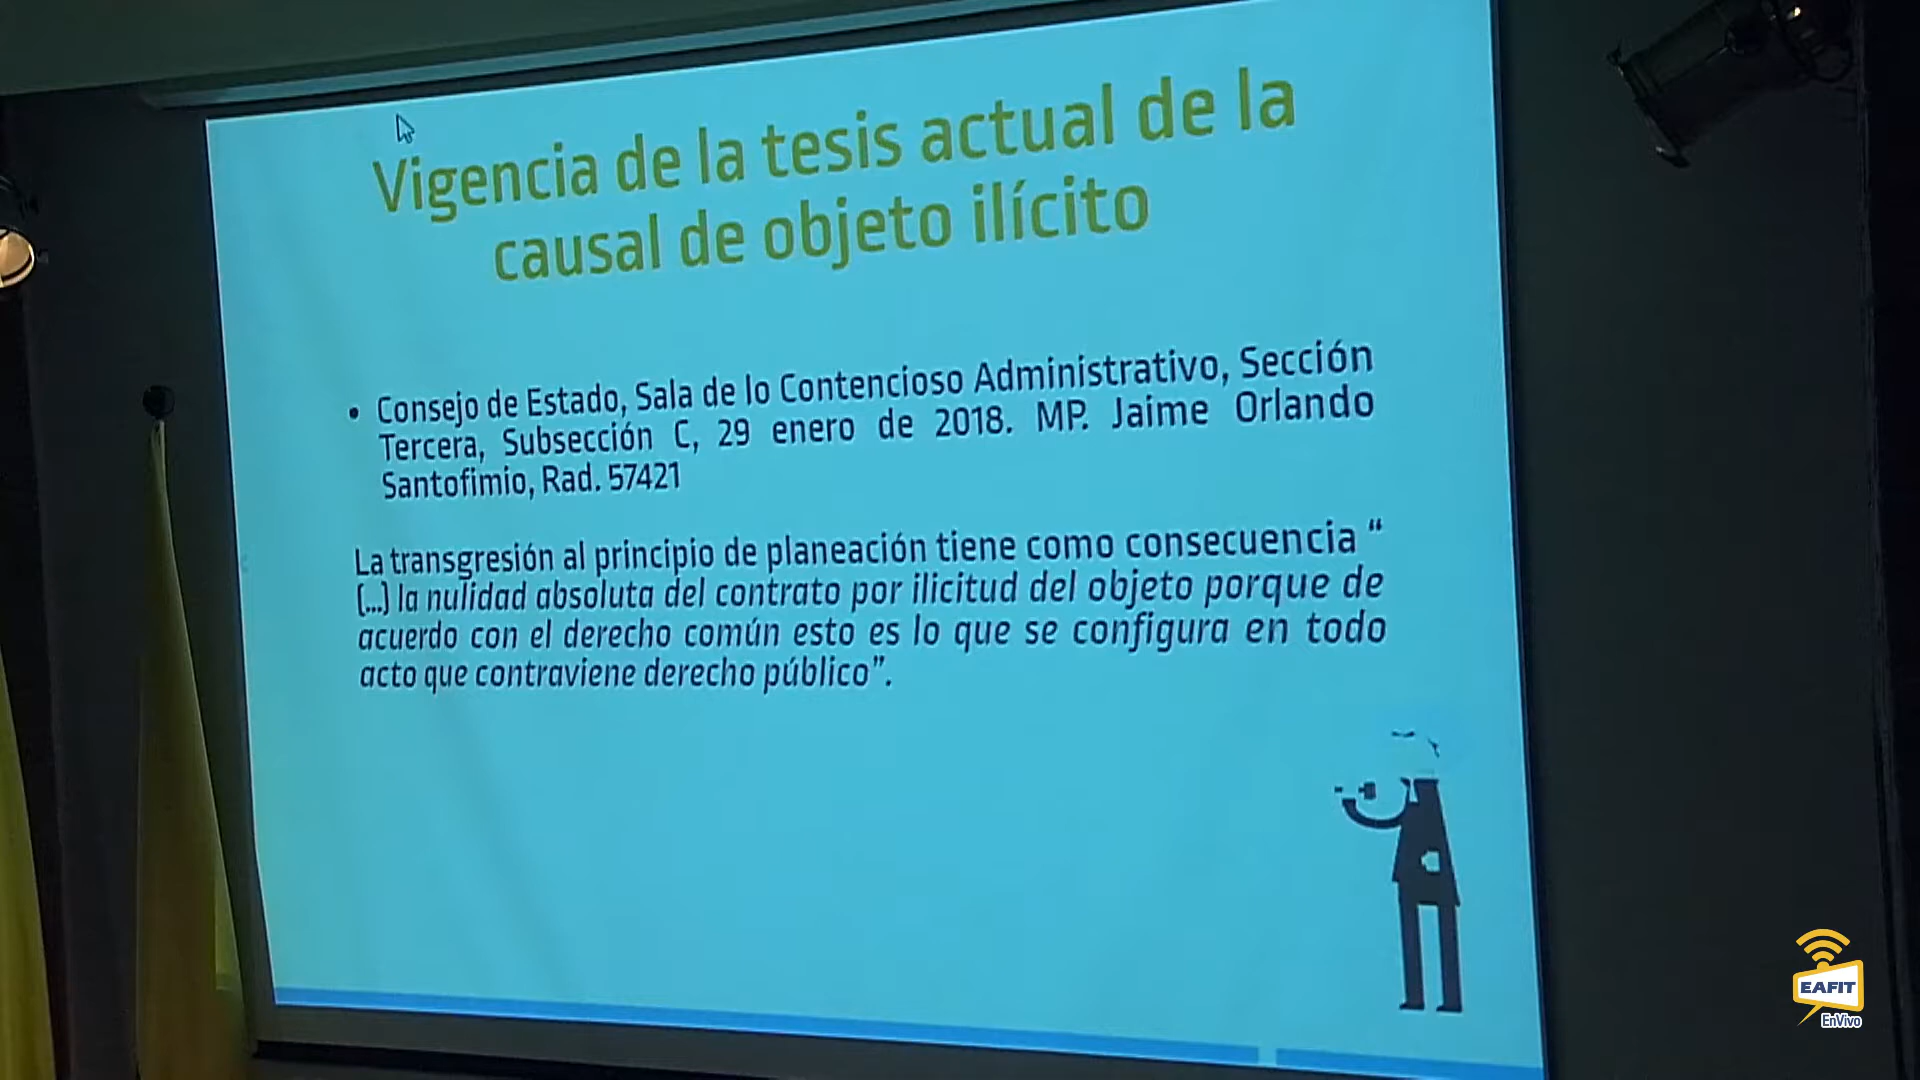 Vigencia de la tesis actual de la
causal de objeto ilícito
• Consejo de Estado, Sala de lo Contencioso Administrativo, Sección
Tercera, Subsección C, 29 enero de 2018. MP. Jaime Orlando
Santofimio, Rad. 57421
La transgresión al principio de planeación tiene como consecuencia “
(...) la nulidad absoluta del contrato por ilicitud del objeto porque de
acuerdo con el derecho común esto es lo que se configura en todo
acto que contraviene derecho público”.
EAFIT
EnVivo